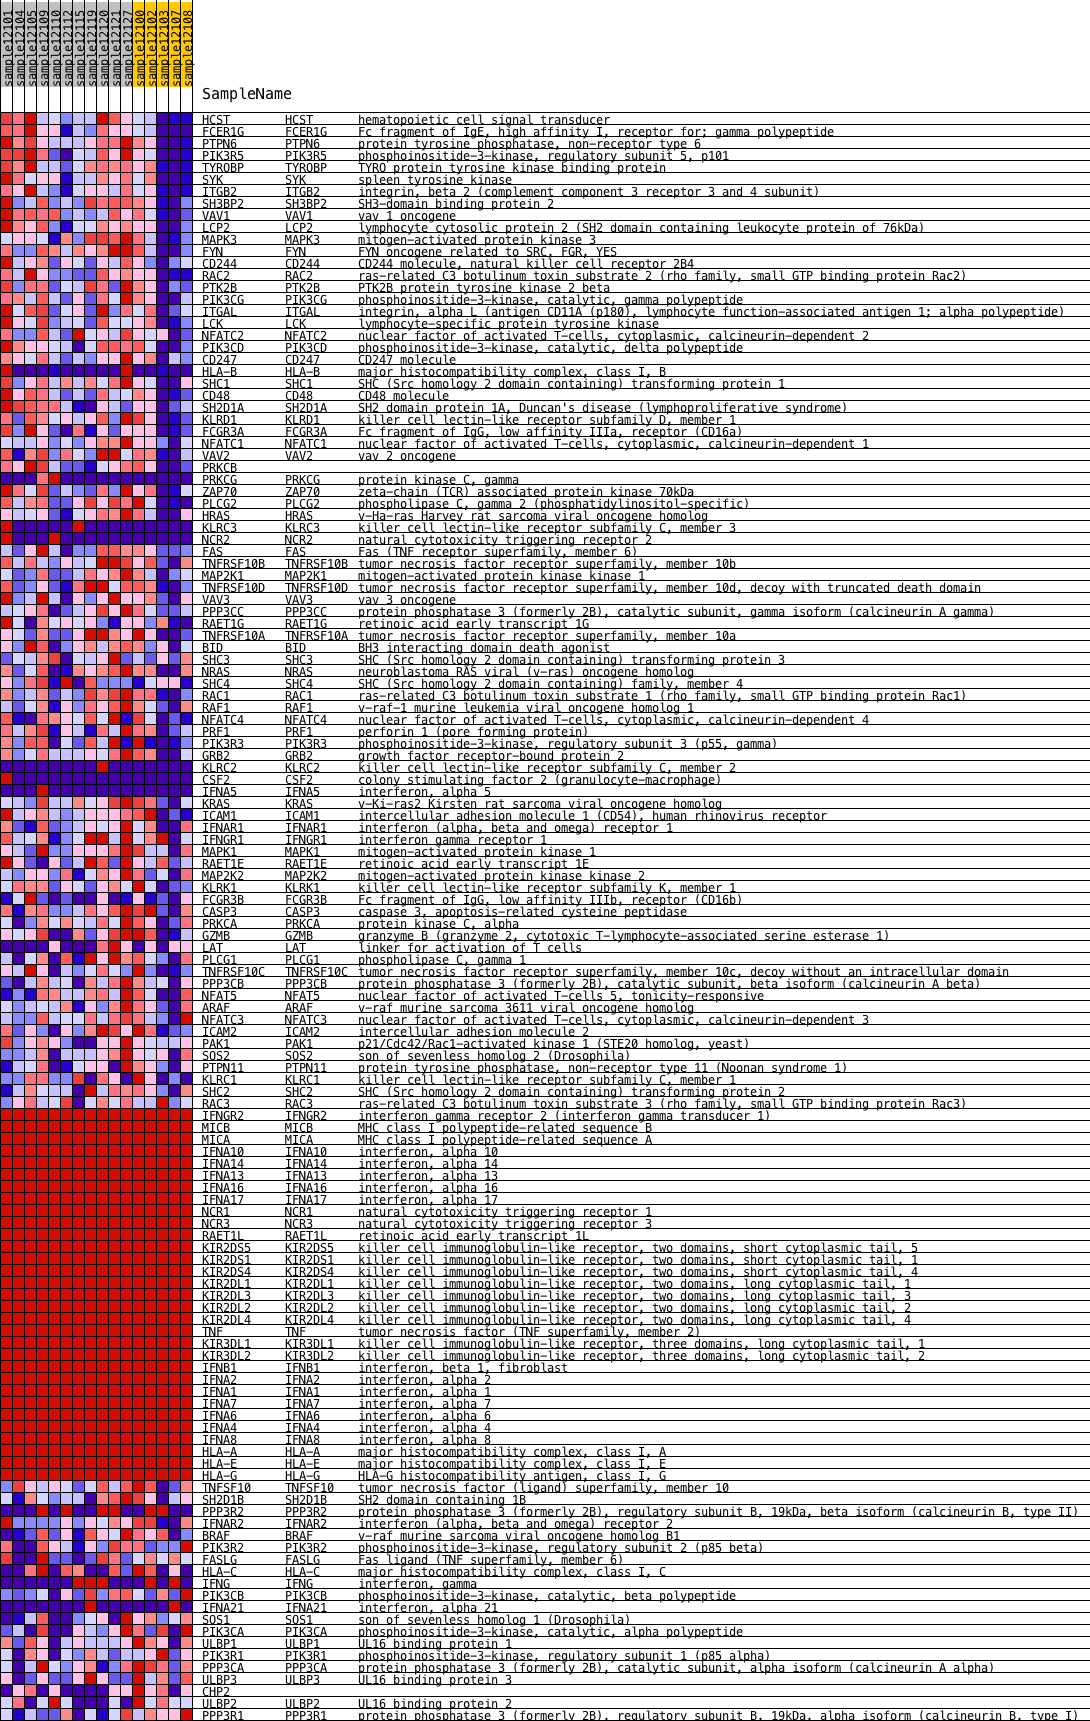 sample12101 sample12104 sample12105 sample12109 sample12110 sample12112 sample12115 sample12119 sample12120 sample12121 sample12127 sample12100 sample12102 sample12103 sample12107 sample12108
SampleName
HCST HCST hematopoietic cell signal transducer
FCER1G FCER1G Fc fragment of IgE, high affinity I, receptor for; gamma polypeptide
PTPN6 PTPN6 protein tyrosine phosphatase, non-receptor type 6
PIK3R5 PIK3R5 phosphoinositide-3-kinase, regulatory subunit 5, p101
TYROBP TYROBP TYRO protein tyrosine kinase binding protein
SYK SYK spleen tyrosine kinase
ITGB2 ITGB2 integrin, beta 2 (complement component 3 receptor 3 and 4 subunit)
SH3BP2 SH3BP2 SH3-domain binding protein 2
VAV1 VAV1 vav 1 oncogene
LCP2 LCP2 lymphocyte cytosolic protein 2 (SH2 domain containing leukocyte protein of 76kDa)
MAPK3 MAPK3 mitogen-activated protein kinase 3
FYN FYN FYN oncogene related to SRC, FGR, YES
CD244 CD244 CD244 molecule, natural killer cell receptor 2B4
RAC2 RAC2 ras-related C3 botulinum toxin substrate 2 (rho family, small GTP binding protein Rac2)
PTK2B PTK2B PTK2B protein tyrosine kinase 2 beta
PIK3CG PIK3CG phosphoinositide-3-kinase, catalytic, gamma polypeptide
ITGAL ITGAL integrin, alpha L (antigen CD11A (p180), lymphocyte function-associated antigen 1; alpha polypeptide)
LCK LCK lymphocyte-specific protein tyrosine kinase
NFATC2 NFATC2 nuclear factor of activated T-cells, cytoplasmic, calcineurin-dependent 2
PIK3CD PIK3CD phosphoinositide-3-kinase, catalytic, delta polypeptide
CD247 CD247 CD247 molecule
HLA-B HLA-B major histocompatibility complex, class I, B
SHC1 SHC1 SHC (Src homology 2 domain containing) transforming protein 1
CD48 CD48 CD48 molecule
SH2D1A SH2D1A SH2 domain protein 1A, Duncan's disease (lymphoproliferative syndrome)
KLRD1 KLRD1 killer cell lectin-like receptor subfamily D, member 1
FCGR3A FCGR3A Fc fragment of IgG, low affinity IIIa, receptor (CD16a)
NFATC1 NFATC1 nuclear factor of activated T-cells, cytoplasmic, calcineurin-dependent 1
VAV2 VAV2 vav 2 oncogene
PRKCB
PRKCG PRKCG protein kinase C, gamma
ZAP70 ZAP70 zeta-chain (TCR) associated protein kinase 70kDa
PLCG2 PLCG2 phospholipase C, gamma 2 (phosphatidylinositol-specific)
HRAS HRAS v-Ha-ras Harvey rat sarcoma viral oncogene homolog
KLRC3 KLRC3 killer cell lectin-like receptor subfamily C, member 3
NCR2 NCR2 natural cytotoxicity triggering receptor 2
FAS FAS Fas (TNF receptor superfamily, member 6)
TNFRSF10B TNFRSF10B tumor necrosis factor receptor superfamily, member 10b
MAP2K1 MAP2K1 mitogen-activated protein kinase kinase 1
TNFRSF10D TNFRSF10D tumor necrosis factor receptor superfamily, member 10d, decoy with truncated death domain
VAV3 VAV3 vav 3 oncogene
PPP3CC PPP3CC protein phosphatase 3 (formerly 2B), catalytic subunit, gamma isoform (calcineurin A gamma)
RAET1G RAET1G retinoic acid early transcript 1G
TNFRSF10A TNFRSF10A tumor necrosis factor receptor superfamily, member 10a
BID BID BH3 interacting domain death agonist
SHC3 SHC3 SHC (Src homology 2 domain containing) transforming protein 3
NRAS NRAS neuroblastoma RAS viral (v-ras) oncogene homolog
SHC4 SHC4 SHC (Src homology 2 domain containing) family, member 4
RAC1 RAC1 ras-related C3 botulinum toxin substrate 1 (rho family, small GTP binding protein Rac1)
RAF1 RAF1 v-raf-1 murine leukemia viral oncogene homolog 1
NFATC4 NFATC4 nuclear factor of activated T-cells, cytoplasmic, calcineurin-dependent 4
PRF1 PRF1 perforin 1 (pore forming protein)
PIK3R3 PIK3R3 phosphoinositide-3-kinase, regulatory subunit 3 (p55, gamma)
GRB2 GRB2 growth factor receptor-bound protein 2
KLRC2 KLRC2 killer cell lectin-like receptor subfamily C, member 2
CSF2 CSF2 colony stimulating factor 2 (granulocyte-macrophage)
IFNA5 IFNA5 interferon, alpha 5
KRAS KRAS v-Ki-ras2 Kirsten rat sarcoma viral oncogene homolog
ICAM1 ICAM1 intercellular adhesion molecule 1 (CD54), human rhinovirus receptor
IFNAR1 IFNAR1 interferon (alpha, beta and omega) receptor 1
IFNGR1 IFNGR1 interferon gamma receptor 1
MAPK1 MAPK1 mitogen-activated protein kinase 1
RAET1E RAET1E retinoic acid early transcript 1E
MAP2K2 MAP2K2 mitogen-activated protein kinase kinase 2
KLRK1 KLRK1 killer cell lectin-like receptor subfamily K, member 1
FCGR3B FCGR3B Fc fragment of IgG, low affinity IIIb, receptor (CD16b)
CASP3 CASP3 caspase 3, apoptosis-related cysteine peptidase
PRKCA PRKCA protein kinase C, alpha
GZMB GZMB granzyme B (granzyme 2, cytotoxic T-lymphocyte-associated serine esterase 1)
LAT LAT linker for activation of T cells
PLCG1 PLCG1 phospholipase C, gamma 1
TNFRSF10C TNFRSF10C tumor necrosis factor receptor superfamily, member 10c, decoy without an intracellular domain
PPP3CB PPP3CB protein phosphatase 3 (formerly 2B), catalytic subunit, beta isoform (calcineurin A beta)
NFAT5 NFAT5 nuclear factor of activated T-cells 5, tonicity-responsive
ARAF ARAF v-raf murine sarcoma 3611 viral oncogene homolog
NFATC3 NFATC3 nuclear factor of activated T-cells, cytoplasmic, calcineurin-dependent 3
ICAM2 ICAM2 intercellular adhesion molecule 2
PAK1 PAK1 p21/Cdc42/Rac1-activated kinase 1 (STE20 homolog, yeast)
SOS2 SOS2 son of sevenless homolog 2 (Drosophila)
PTPN11 PTPN11 protein tyrosine phosphatase, non-receptor type 11 (Noonan syndrome 1)
KLRC1 KLRC1 killer cell lectin-like receptor subfamily C, member 1
SHC2 SHC2 SHC (Src homology 2 domain containing) transforming protein 2
RAC3 RAC3 ras-related C3 botulinum toxin substrate 3 (rho family, small GTP binding protein Rac3)
IFNGR2 IFNGR2 interferon gamma receptor 2 (interferon gamma transducer 1)
MICB MICB MHC class I polypeptide-related sequence B
MICA MICA MHC class I polypeptide-related sequence A
IFNA10 IFNA10 interferon, alpha 10
IFNA14 IFNA14 interferon, alpha 14
IFNA13 IFNA13 interferon, alpha 13
IFNA16 IFNA16 interferon, alpha 16
IFNA17 IFNA17 interferon, alpha 17
NCR1 NCR1 natural cytotoxicity triggering receptor 1
NCR3 NCR3 natural cytotoxicity triggering receptor 3
RAET1L RAET1L retinoic acid early transcript 1L
KIR2DS5 KIR2DS5 killer cell immunoglobulin-like receptor, two domains, short cytoplasmic tail, 5
KIR2DS1 KIR2DS1 killer cell immunoglobulin-like receptor, two domains, short cytoplasmic tail, 1
KIR2DS4 KIR2DS4 killer cell immunoglobulin-like receptor, two domains, short cytoplasmic tail, 4
KIR2DL1 KIR2DL1 killer cell immunoglobulin-like receptor, two domains, long cytoplasmic tail, 1
KIR2DL3 KIR2DL3 killer cell immunoglobulin-like receptor, two domains, long cytoplasmic tail, 3
KIR2DL2 KIR2DL2 killer cell immunoglobulin-like receptor, two domains, long cytoplasmic tail, 2
KIR2DL4 KIR2DL4 killer cell immunoglobulin-like receptor, two domains, long cytoplasmic tail, 4
TNF TNF tumor necrosis factor (TNF superfamily, member 2)
KIR3DL1 KIR3DL1 killer cell immunoglobulin-like receptor, three domains, long cytoplasmic tail, 1
KIR3DL2 KIR3DL2 killer cell immunoglobulin-like receptor, three domains, long cytoplasmic tail, 2
IFNB1 IFNB1 interferon, beta 1, fibroblast
IFNA2 IFNA2 interferon, alpha 2
IFNA1 IFNA1 interferon, alpha 1
IFNA7 IFNA7 interferon, alpha 7
IFNA6 IFNA6 interferon, alpha 6
IFNA4 IFNA4 interferon, alpha 4
IFNA8 IFNA8 interferon, alpha 8
HLA-A HLA-A major histocompatibility complex, class I, A
HLA-E HLA-E major histocompatibility complex, class I, E
HLA-G HLA-G HLA-G histocompatibility antigen, class I, G
TNFSF10 TNFSF10 tumor necrosis factor (ligand) superfamily, member 10
SH2D1B SH2D1B SH2 domain containing 1B
PPP3R2 PPP3R2 protein phosphatase 3 (formerly 2B), regulatory subunit B, 19kDa, beta isoform (calcineurin B, type II)
IFNAR2 IFNAR2 interferon (alpha, beta and omega) receptor 2
BRAF BRAF v-raf murine sarcoma viral oncogene homolog B1
PIK3R2 PIK3R2 phosphoinositide-3-kinase, regulatory subunit 2 (p85 beta)
FASLG FASLG Fas ligand (TNF superfamily, member 6)
HLA-C HLA-C major histocompatibility complex, class I, C
IFNG IFNG interferon, gamma
PIK3CB PIK3CB phosphoinositide-3-kinase, catalytic, beta polypeptide
IFNA21 IFNA21 interferon, alpha 21
SOS1 SOS1 son of sevenless homolog 1 (Drosophila)
PIK3CA PIK3CA phosphoinositide-3-kinase, catalytic, alpha polypeptide
ULBP1 ULBP1 UL16 binding protein 1
PIK3R1 PIK3R1 phosphoinositide-3-kinase, regulatory subunit 1 (p85 alpha)
PPP3CA PPP3CA protein phosphatase 3 (formerly 2B), catalytic subunit, alpha isoform (calcineurin A alpha)
ULBP3 ULBP3 UL16 binding protein 3
CHP2
ULBP2 ULBP2 UL16 binding protein 2
PPP3R1 PPP3R1 protein phosphatase 3 (formerly 2B), regulatory subunit B, 19kDa, alpha isoform (calcineurin B, type I)